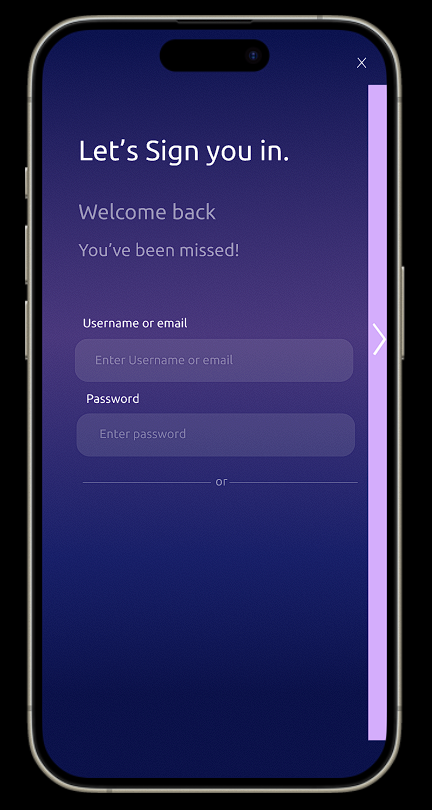 Let’s Sign you in.
Welcome back
You’ve been missed!
Username or email
Enter Username or email
Password
Enter password
or